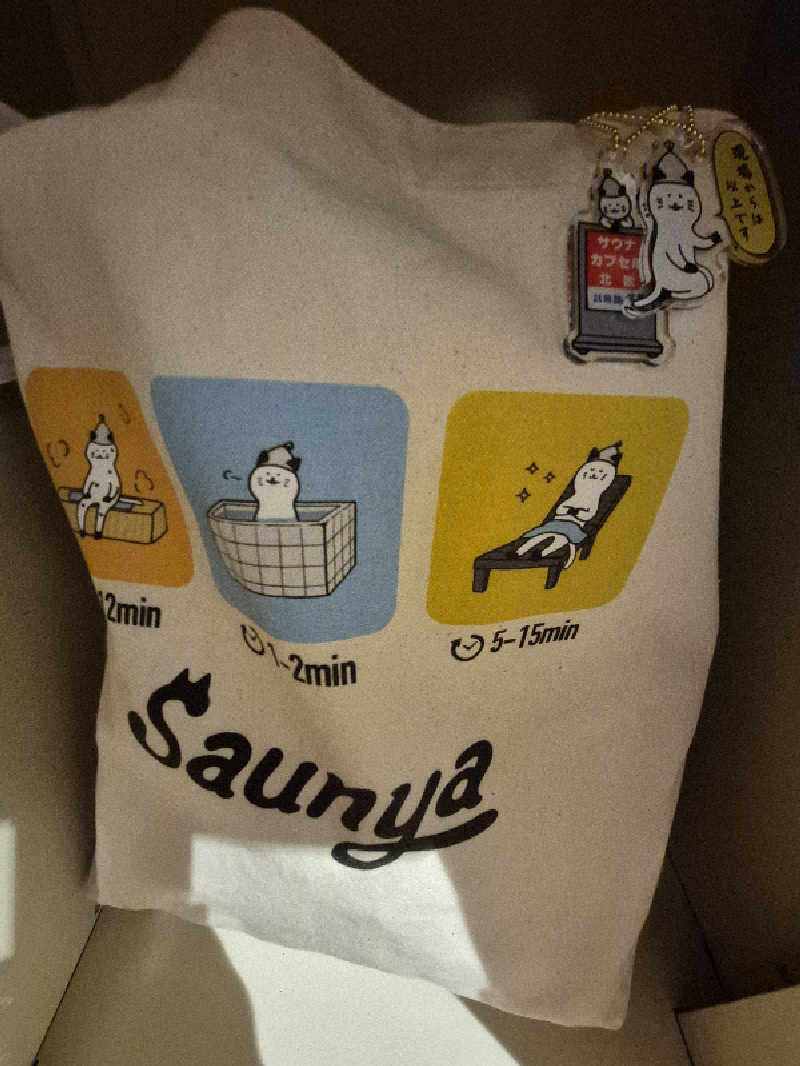 現場からは
以上です
サウナ
カプセル
北欧
2min
1-2min
5-15min
Saunya